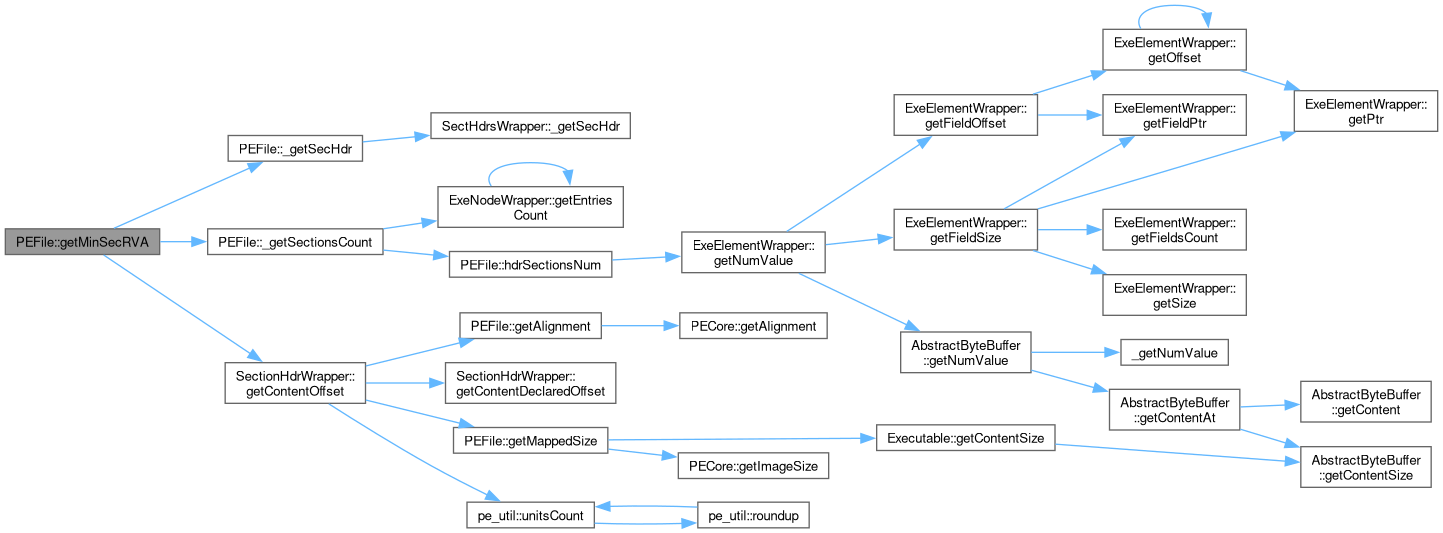 PEFile::getMinSecRVA
PEFile::_getSecHdr
SectHdrsWrapper::_getSecHdr
PEFile::_getSectionsCount
ExeNodeWrapper::getEntries
Count
PEFile::hdrSectionsNum
ExeElementWrapper::
getNumValue
ExeElementWrapper::
getFieldOffset
ExeElementWrapper::
getOffset
ExeElementWrapper::
getPtr
ExeElementWrapper::
getFieldPtr
ExeElementWrapper::
getFieldSize
ExeElementWrapper::
getFieldsCount
ExeElementWrapper::
getSize
AbstractByteBuffer
::getNumValue
_getNumValue
AbstractByteBuffer
::getContentAt
AbstractByteBuffer
::getContent
AbstractByteBuffer
::getContentSize
SectionHdrWrapper::
getContentOffset
PEFile::getAlignment
PECore::getAlignment
SectionHdrWrapper::
getContentDeclaredOffset
PEFile::getMappedSize
Executable::getContentSize
PECore::getImageSize
pe_util::unitsCount
pe_util::roundup